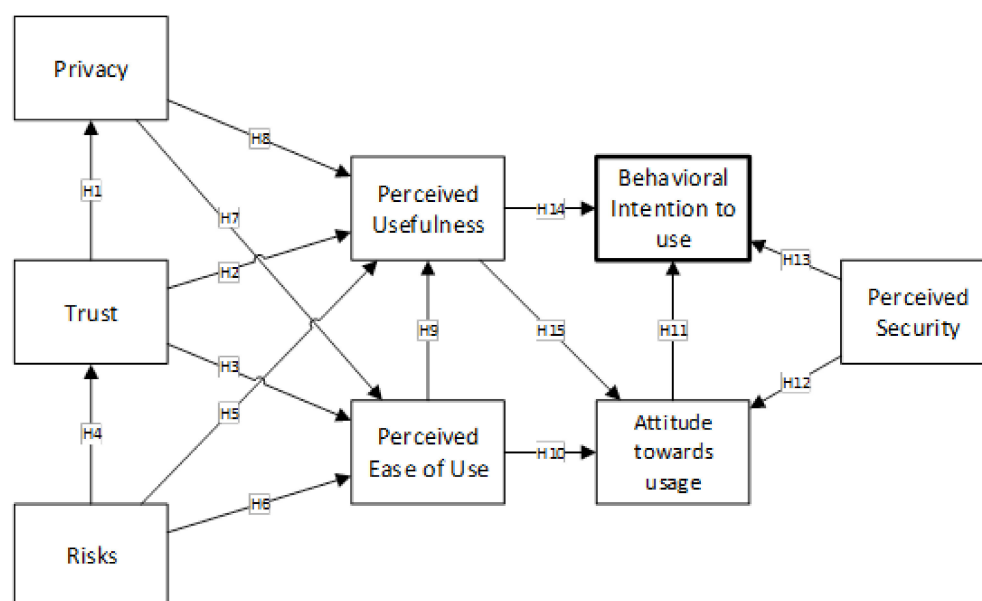 Privacy
H8
H1
H7
Perceived
Usefulness
H14
Behavioral
Intention to
use
H13
Trust
H2
H9
H15
H11
Perceived
Security
H3
H4
H5
H12
Perceived
Ease of Use
H10
Attitude
towards
usage
H6
Risks